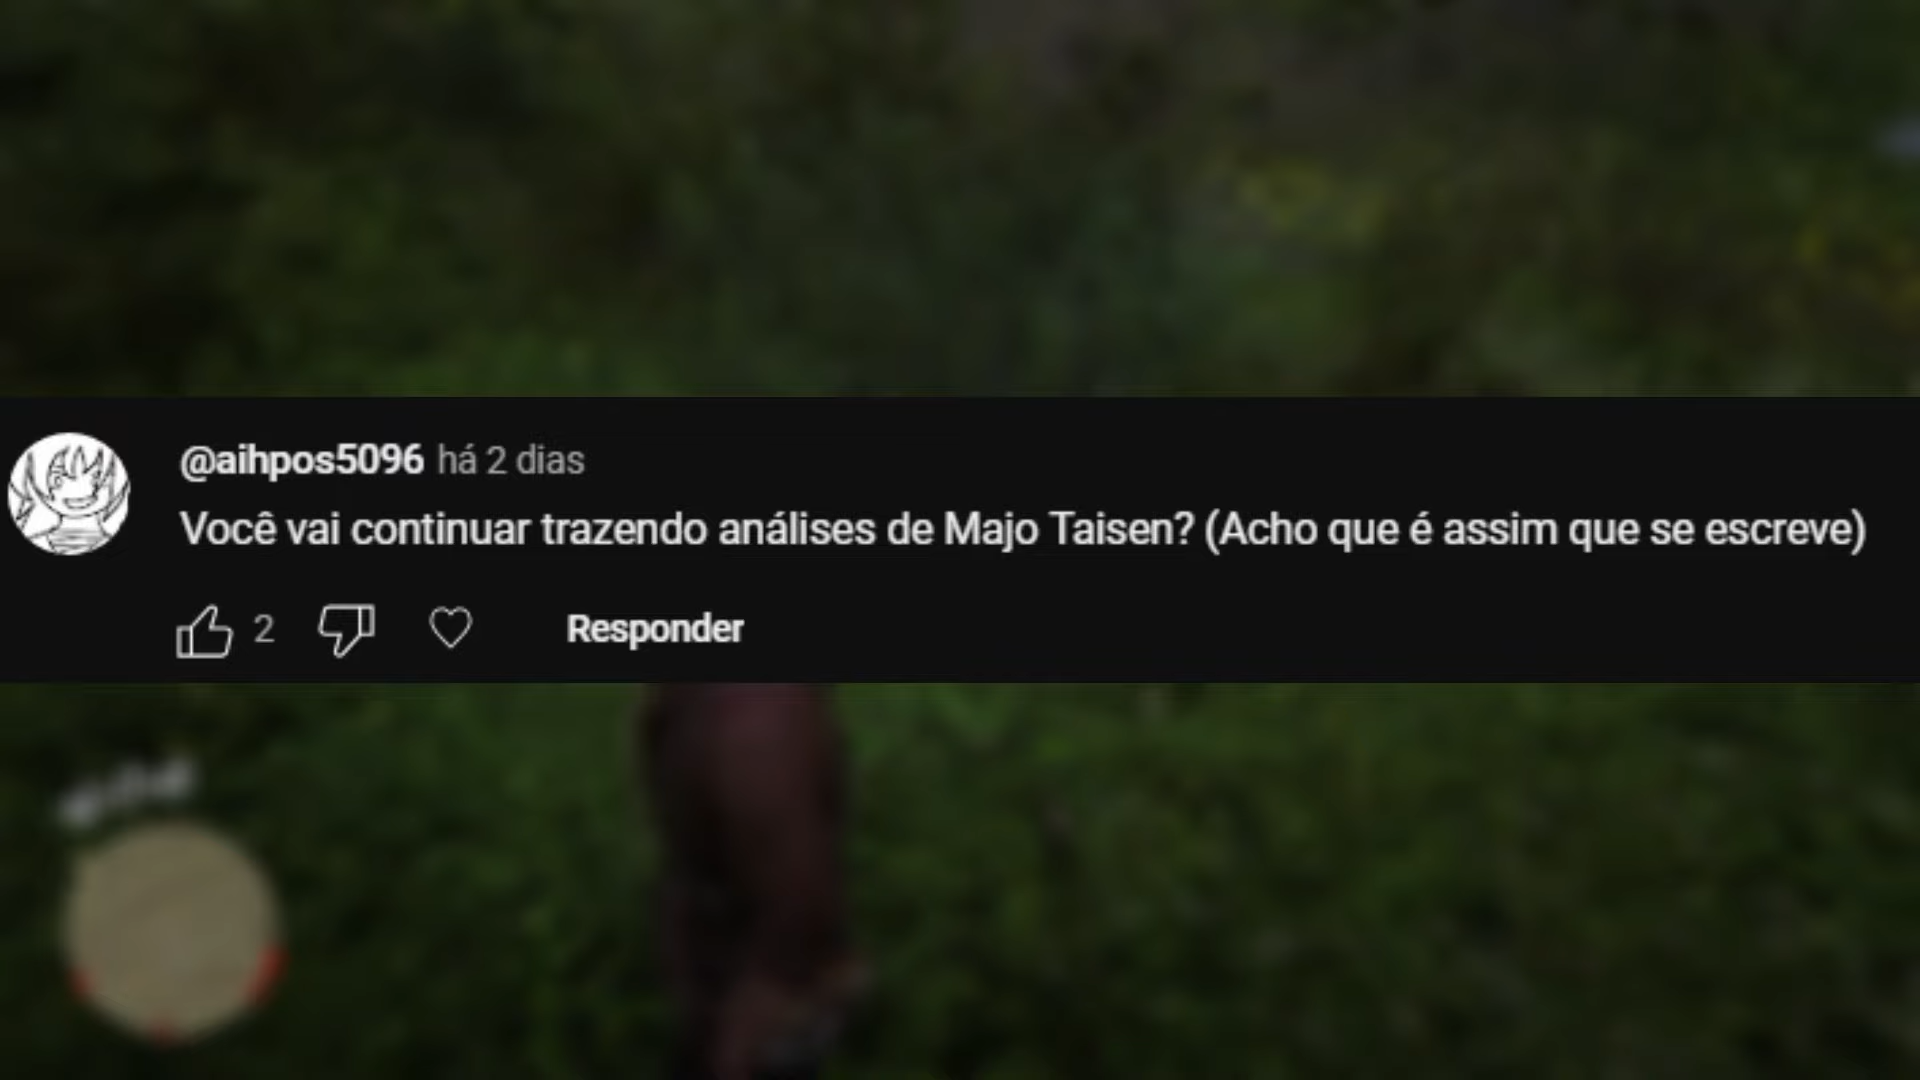 @aihpos5096 há 2 dias
Você vai continuar trazendo análises de Majo Taisen? (Acho que é assim que se escreve)
2
Responder